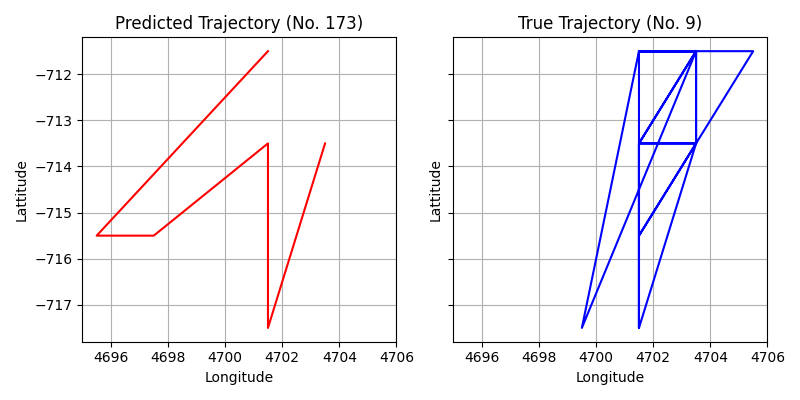 Predicted Trajectory (No. 173)
True Trajectory (No. 9)
Lattitude
−712
−713
−714
−715
−716
−717
4696 4698 4700 4702 4704 4706
Longitude
Lattitude
4696 4698 4700 4702 4704 4706
Longitude